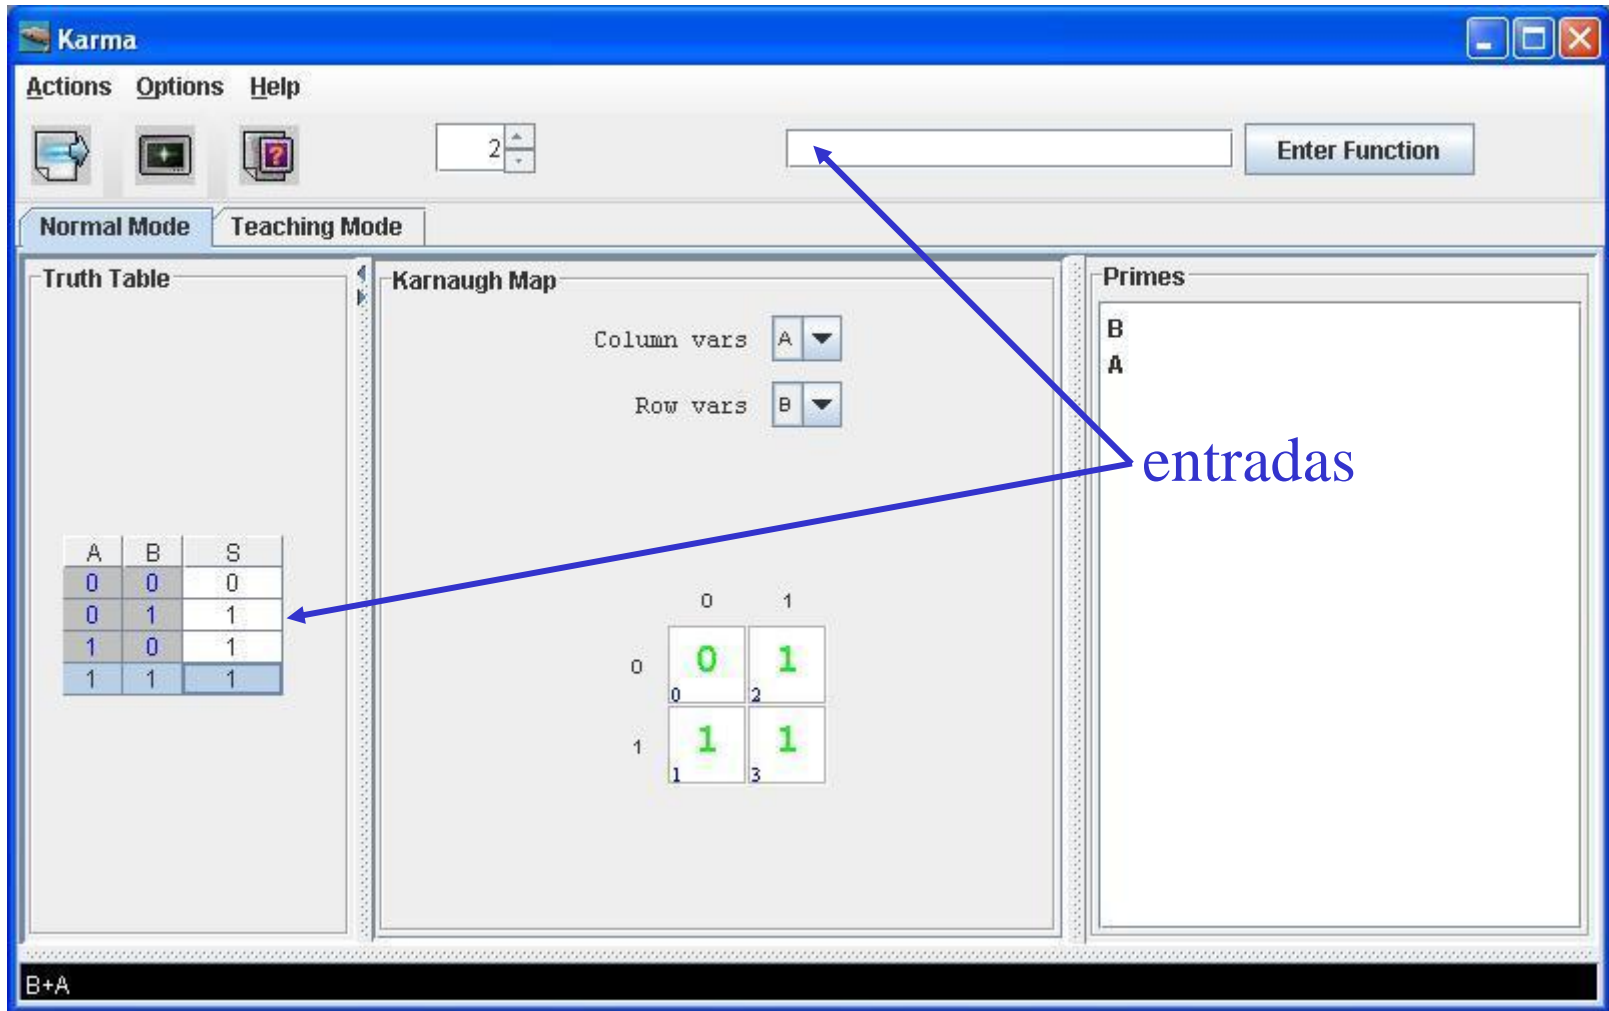 Karma
Actions Options Help
2
Enter Function
Normal Mode Teaching Mode
Truth Table
A B S
0 0 0
0 1 1
1 0 1
1 1 1
Karnaugh Map
Column vars A
Row vars B
0 1
0 0 1
0 2
1 1 1
1 3
Primes
B
A
entradas
B+A